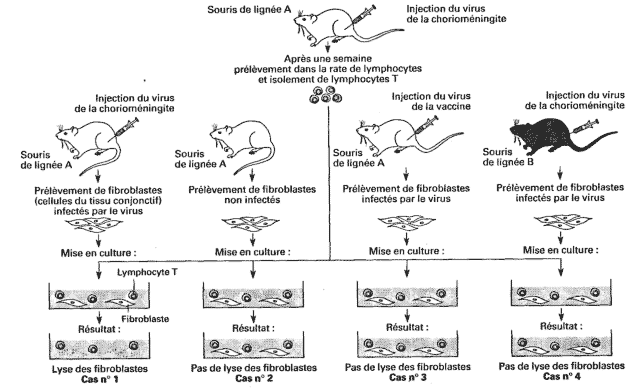 Souris de lignée A
Injection du virus
de la chorioméningite
Après une semaine
prélèvement dans la rate de lymphocytes
et isolement de lymphocytes T
Injection du virus
de la chorioméningite
Souris
de lignée A
Prélèvement de fibroblastes
(cellules du tissu conjonctif)
infectés par le virus
Mise en culture :
Lymphocyte T
Fibroblaste
Résultat :
Lyse des fibroblastes
Cas n° 1
Souris
de lignée A
Prélèvement de fibroblastes
non infectés
Mise en culture :
Résultat :
Pas de lyse des fibroblastes
Cas n° 2
Injection du virus
de la vaccine
Souris
de lignée A
Prélèvement de fibroblastes
infectés par le virus
Mise en culture :
Résultat :
Pas de lyse des fibroblastes
Cas n° 3
Injection du virus
de la chorioméningite
Souris
de lignée B
Prélèvement de fibroblastes
infectés par le virus
Mise en culture :
Résultat :
Pas de lyse des fibroblastes
Cas n° 4